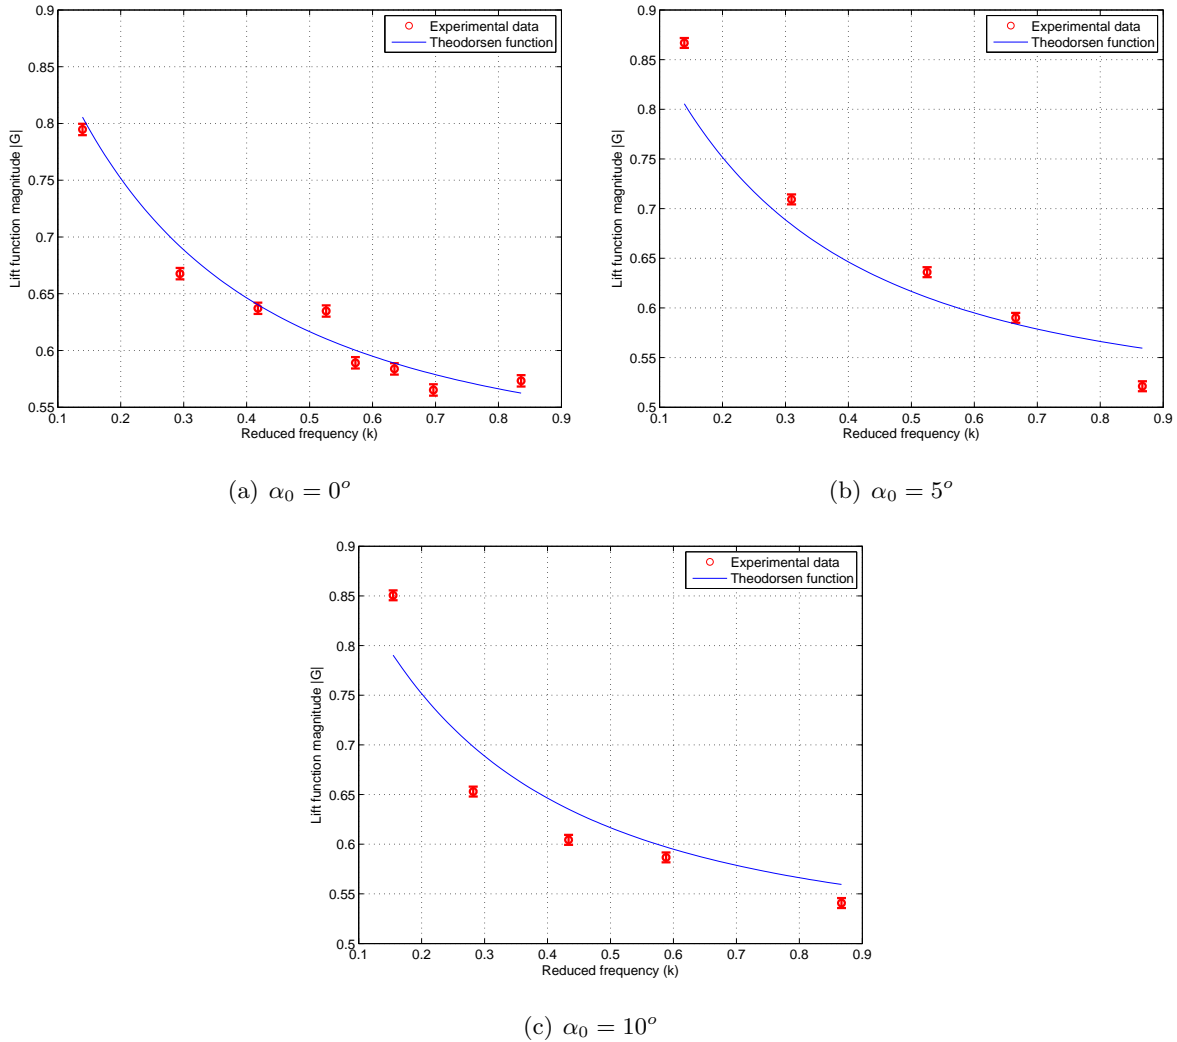 0.9
0.85
0.8
0.75
0.7
0.65
0.6
0.55
0.1 0.2 0.3 0.4 0.5 0.6 0.7 0.8 0.9
Lift function magnitude |G|
Reduced frequency (k)
Experimental data
Theodorsen function
(a) α₀ = 0ᵒ
0.9
0.85
0.8
0.75
0.7
0.65
0.6
0.55
0.5
0.1 0.2 0.3 0.4 0.5 0.6 0.7 0.8 0.9
Lift function magnitude |G|
Reduced frequency (k)
Experimental data
Theodorsen function
(b) α₀ = 5ᵒ
0.9
0.85
0.8
0.75
0.7
0.65
0.6
0.55
0.5
0.1 0.2 0.3 0.4 0.5 0.6 0.7 0.8 0.9
Lift function magnitude |G|
Reduced frequency (k)
Experimental data
Theodorsen function
(c) α₀ = 10ᵒ